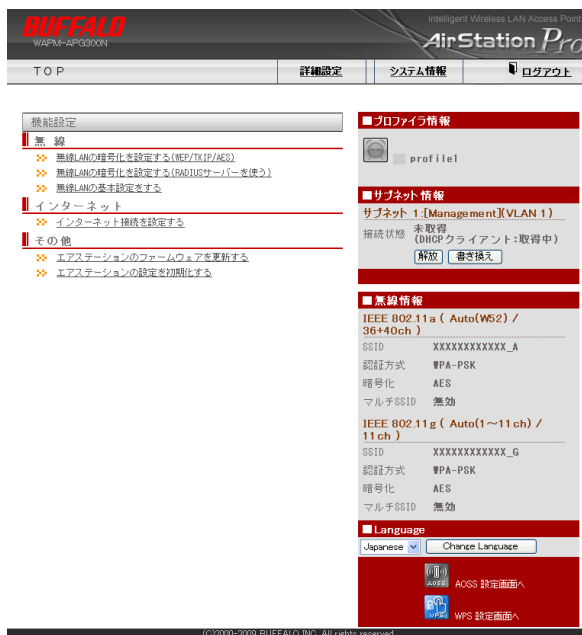 BUFFALO
WAPM-APG300N
Intelligent Wireless LAN Access Point
AirStation Pro
TOP
詳細設定
システム情報
ログアウト
機能設定
無線
無線LANの暗号化を設定する(WEP/TKIP/AES)
無線LANの暗号化を設定する(RADIUSサーバーを使う)
無線LANの基本設定をする
インターネット
インターネット接続を設定する
その他
エアステーションのファームウェアを更新する
エアステーションの設定を初期化する
■プロファイラ情報
profile1
■サブネット情報
サブネット 1:[Management](VLAN 1)
接続状態 未取得
(DHCPクライアント:取得中)
解放 書き換え
■無線情報
IEEE 802.11a ( Auto(W52) /
36+40ch )
SSID XXXXXXXXXXXX_A
認証方式 WPA-PSK
暗号化 AES
マルチSSID 無効
IEEE 802.11g ( Auto(1～11ch) /
11ch )
SSID XXXXXXXXXXXX_G
認証方式 WPA-PSK
暗号化 AES
マルチSSID 無効
■Language
Japanese Change Language
AOSS AOSS 設定画面へ
WPS WPS 設定画面へ
(C)2000-2009 BUFFALO INC. All rights reserved.